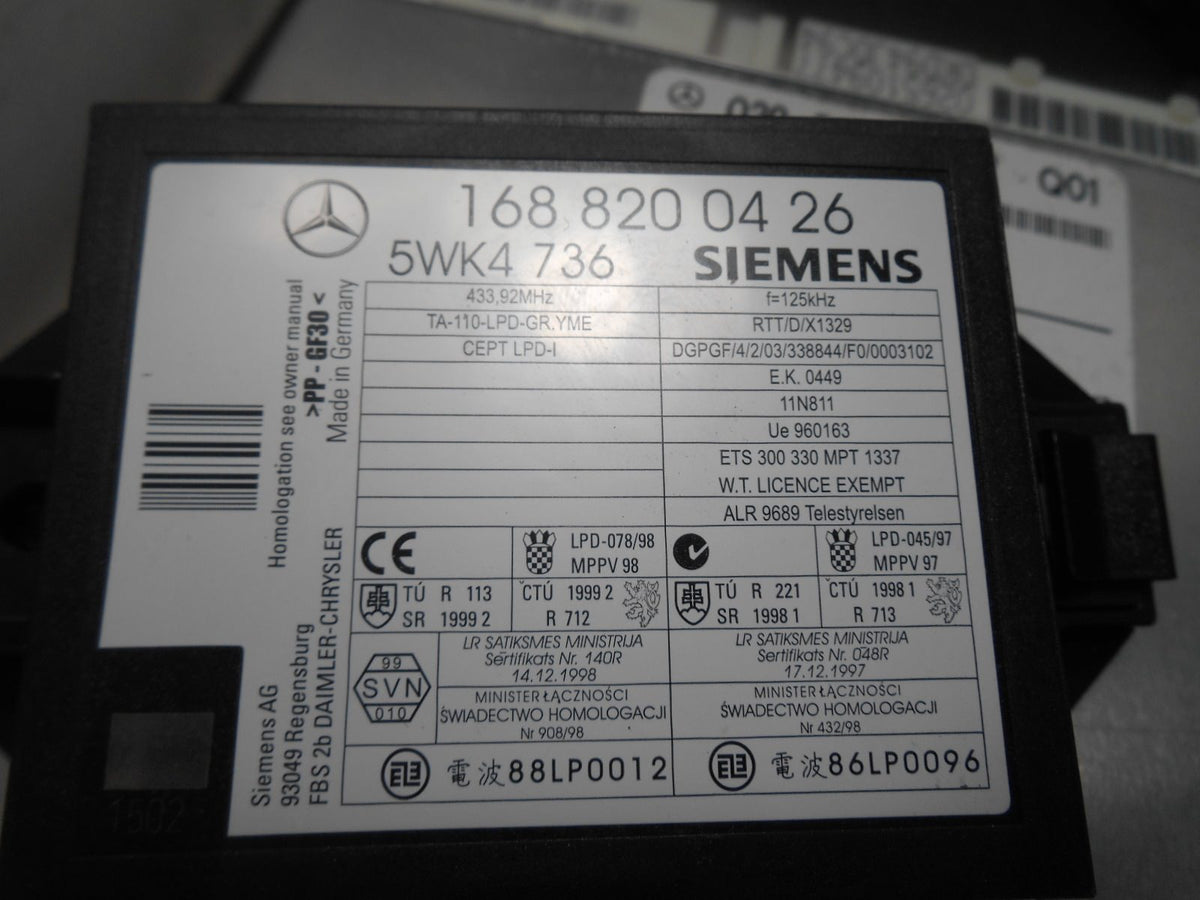 Q01
168 820 04 26
5WK4 736
SIEMENS
433,92MHz
f=125kHz
TA-110-LPD-GR.YME
RTT/D/X1329
CEPT LPD-I
DGPGF/4/2/03/338844/F0/0003102
E.K. 0449
11N811
Ue 960163
ETS 300 330 MPT 1337
W.T. LICENCE EXEMPT
ALR 9689 Telestyrelsen
CE
LPD-078/98
MPPV 98
LPD-045/97
MPPV 97
TÚ R 113
SR 1999 2
ČTÚ 1999 2
R 712
TÚ R 221
SR 1998 1
ČTÚ 1998 1
R 713
99
SVN
010
LR SATIKSMES MINISTRIJA
Sertifikats Nr. 140R
14.12.1998
LR SATIKSMES MINISTRIJA
Sertifikats Nr. 048R
17.12.1997
MINISTER ŁĄCZNOŚCI
ŚWIADECTWO HOMOLOGACJI
Nr 908/98
MINISTER ŁĄCZNOŚCI
ŚWIADECTWO HOMOLOGACJI
Nr 432/98
電波88LP0012
電波86LP0096
Homologation see owner manual
>PP-GF30<
Made in Germany
Siemens AG
93049 Regensburg
FBS 2b DAIMLER-CHRYSLER
1502